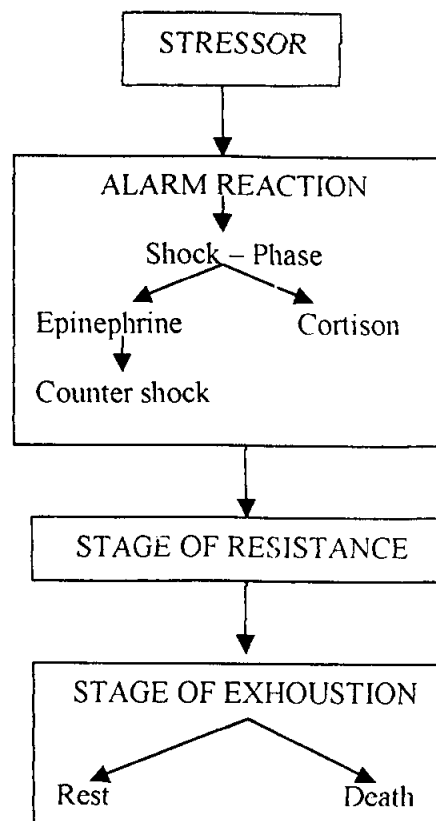 STRESSOR
ALARM REACTION
Shock – Phase
Epinephrine Cortison
Counter shock
STAGE OF RESISTANCE
STAGE OF EXHOUSTION
Rest Death